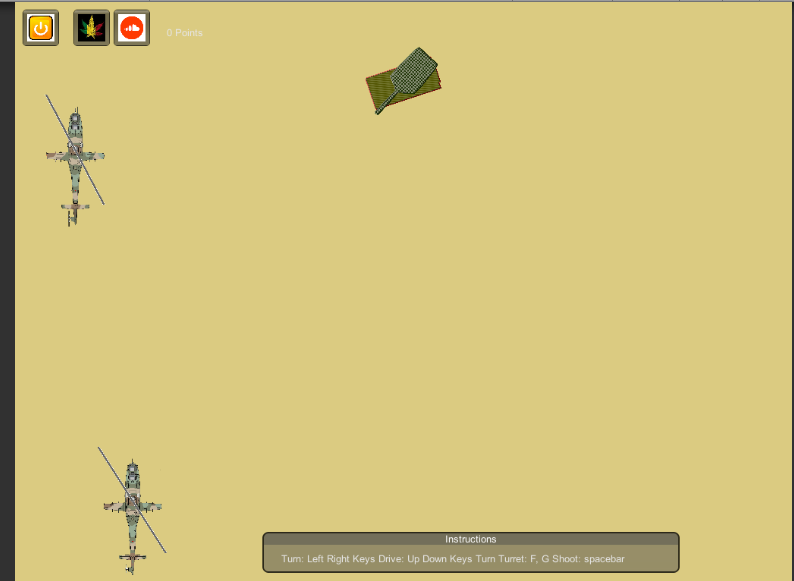 0 Points
Instructions
Turn: Left Right Keys Drive: Up Down Keys Turn Turret: F, G Shoot: spacebar